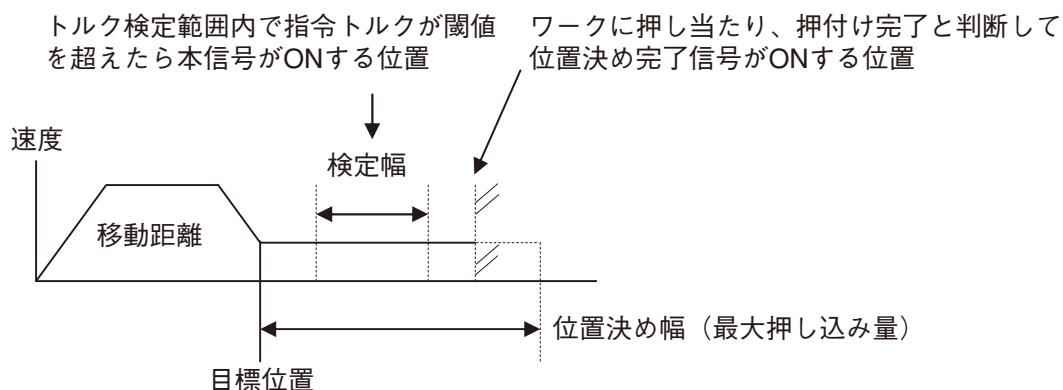 トルク検定範囲内で指令トルクが閾値
を超えたら本信号がONする位置
ワークに押し当たり、押付け完了と判断して
位置決め完了信号がONする位置
速度
検定幅
移動距離
位置決め幅（最大押し込み量）
目標位置